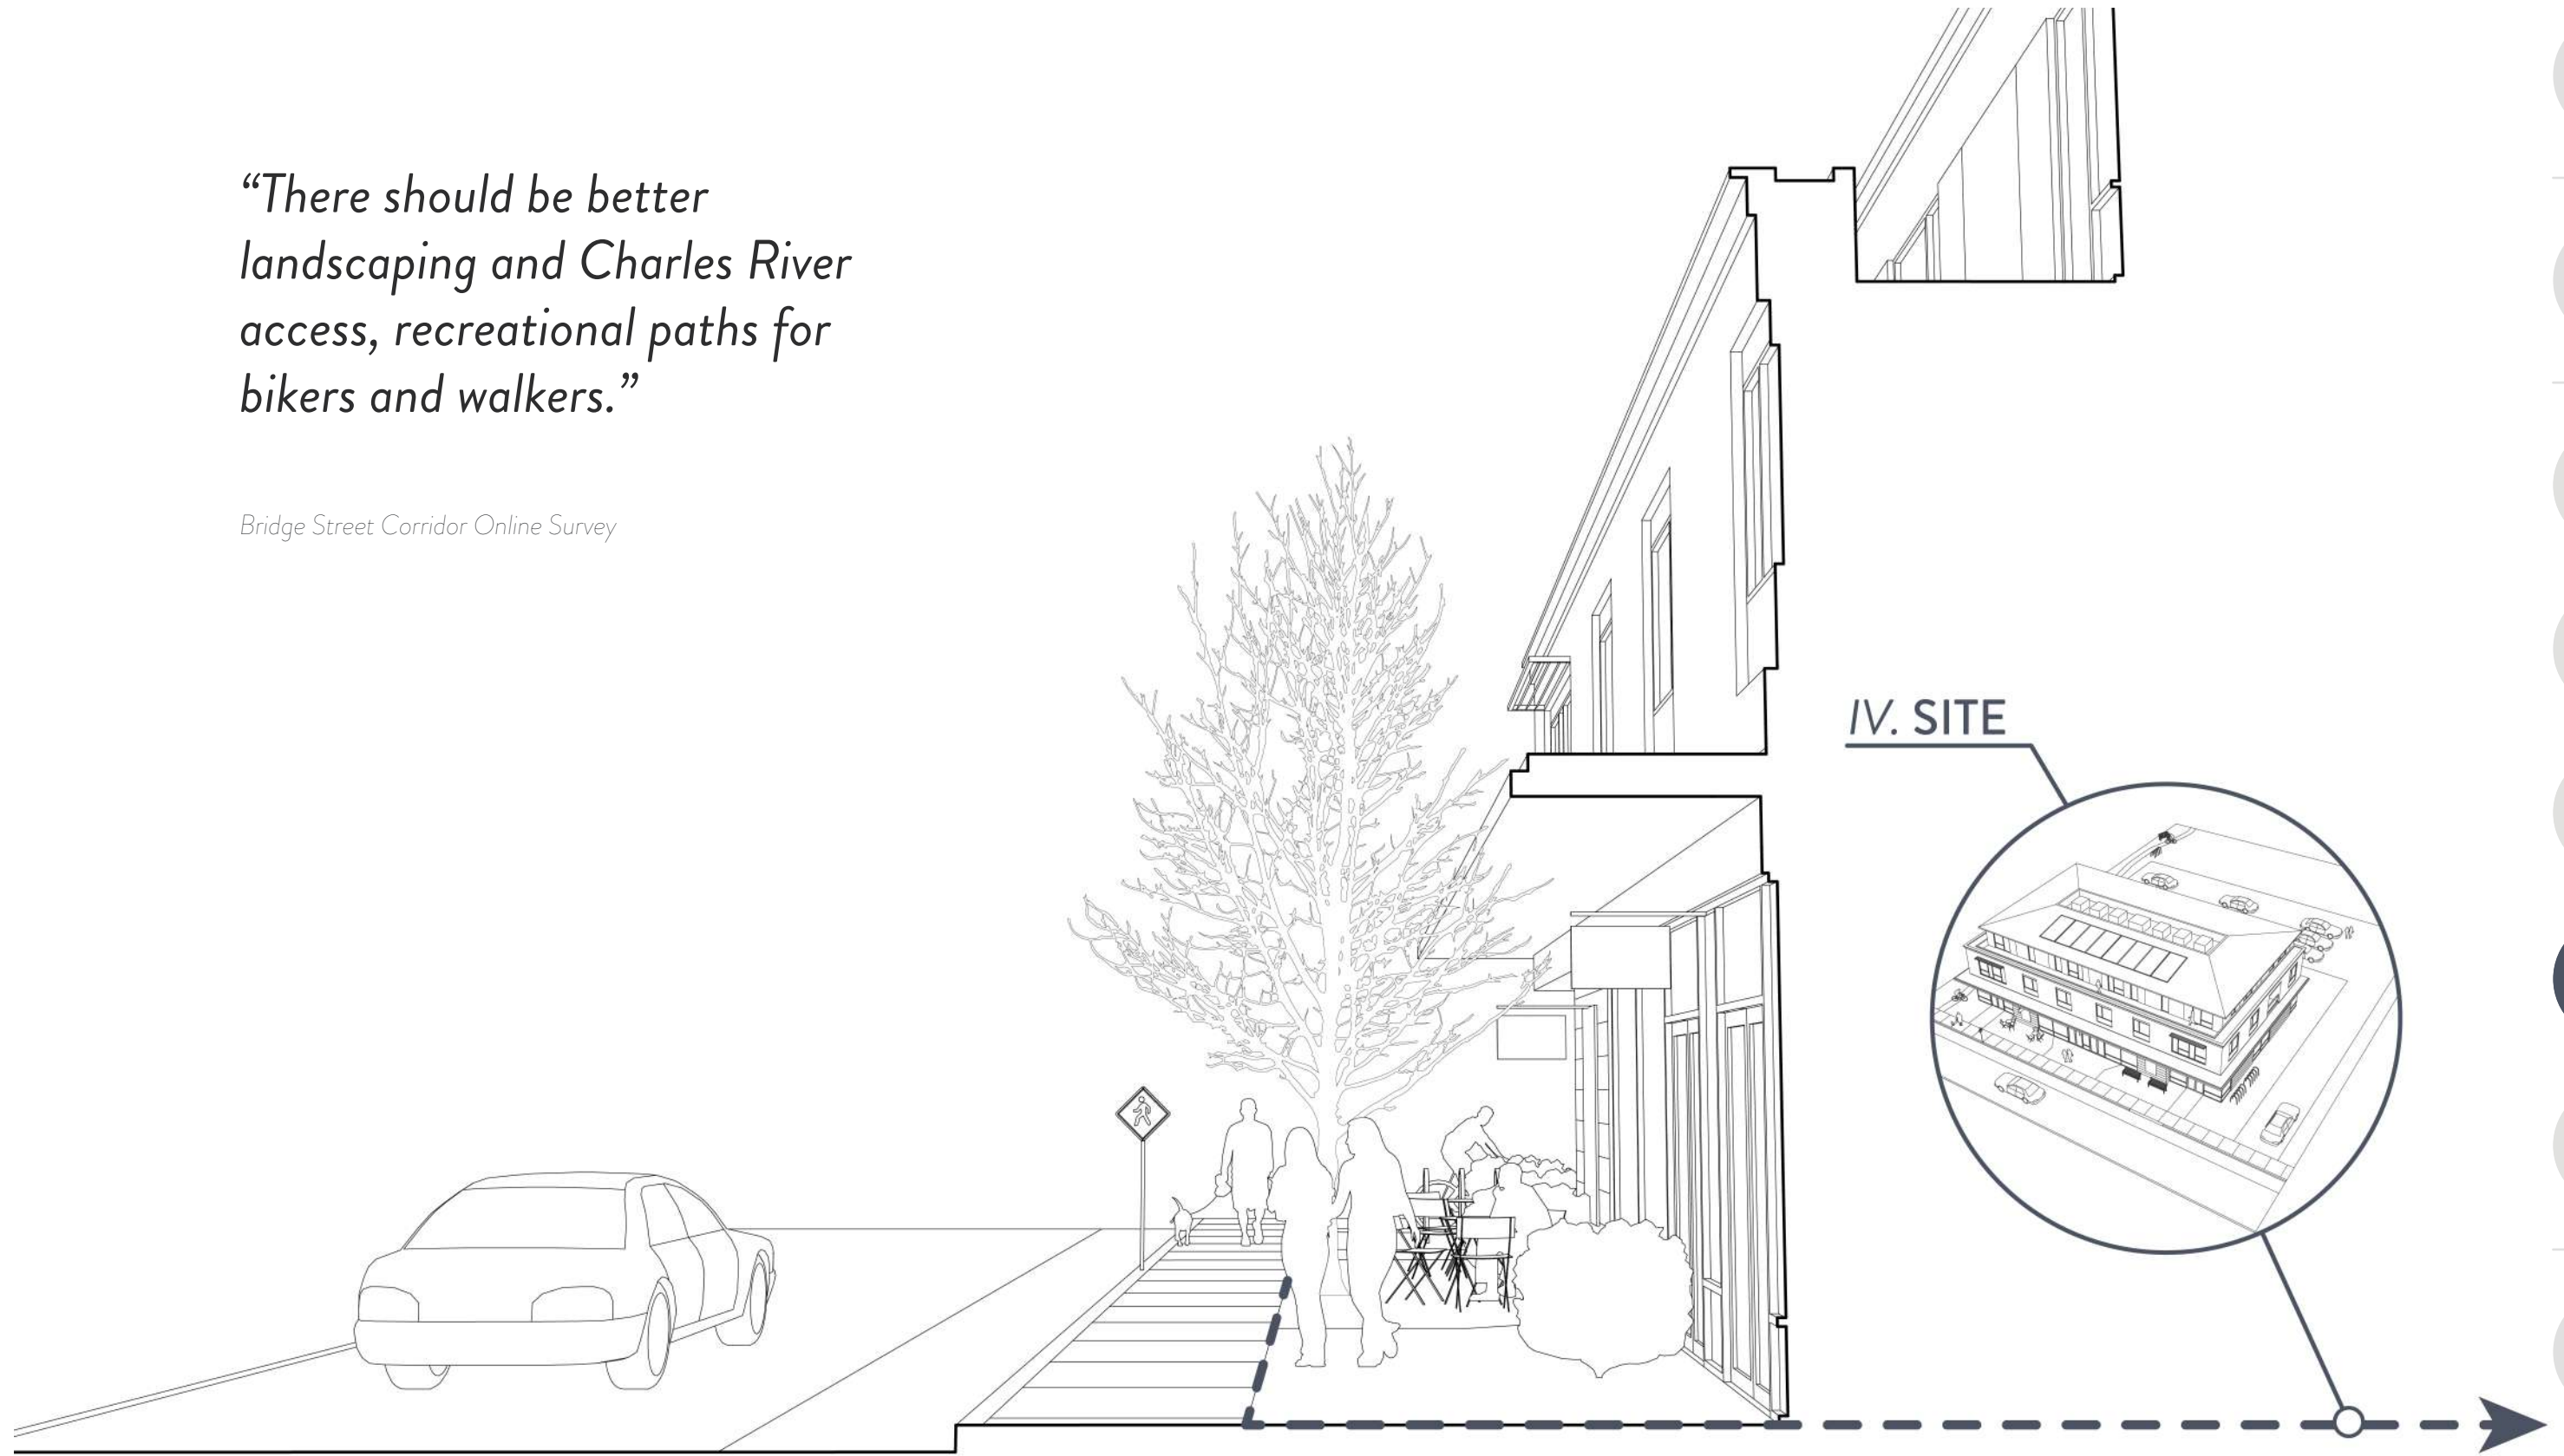 “There should be better
landscaping and Charles River
access, recreational paths for
bikers and walkers.”
Bridge Street Corridor Online Survey
IV. SITE